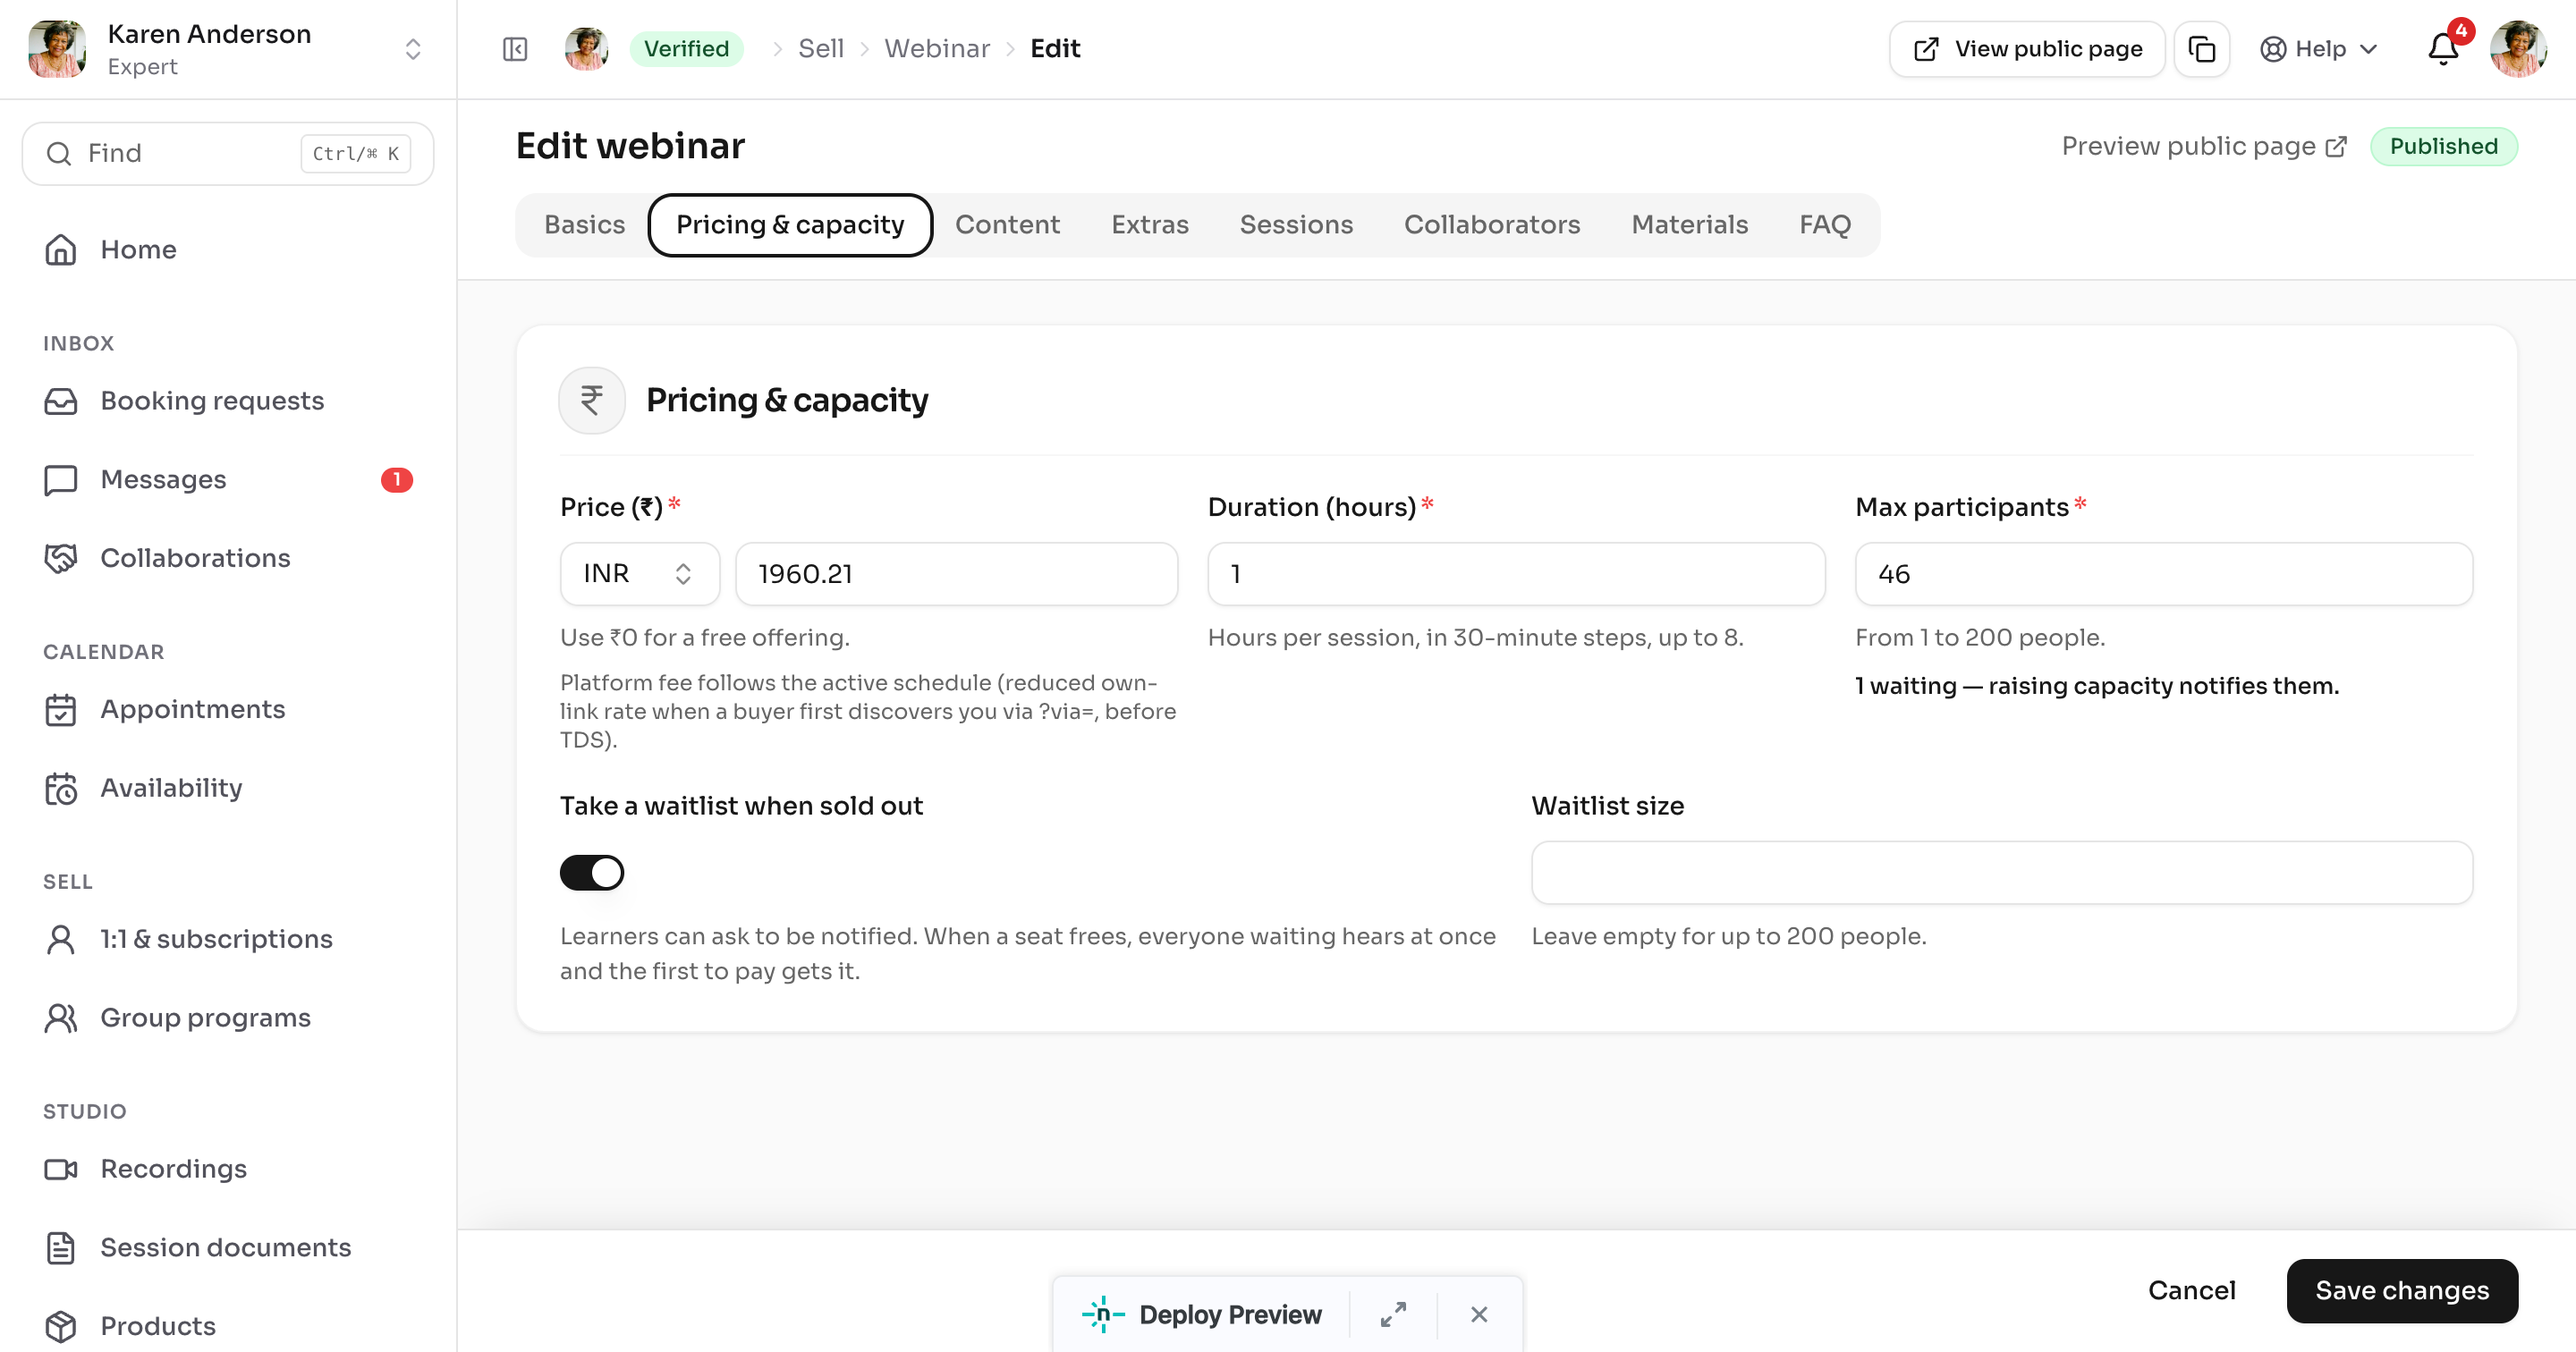 Karen Anderson
Expert
Verified
Sell
Webinar
Edit
View public page
Help
4
Find
Ctrl/⌘ K
Home
INBOX
Booking requests
Messages
1
Collaborations
CALENDAR
Appointments
Availability
SELL
1:1 & subscriptions
Group programs
STUDIO
Recordings
Session documents
Products
Edit webinar
Preview public page
Published
Basics
Pricing & capacity
Content
Extras
Sessions
Collaborators
Materials
FAQ
₹
Pricing & capacity
Price (₹) *
INR
1960.21
Use ₹0 for a free offering.
Platform fee follows the active schedule (reduced own-
link rate when a buyer first discovers you via ?via=, before
TDS).
Duration (hours) *
1
Hours per session, in 30-minute steps, up to 8.
Max participants *
46
From 1 to 200 people.
1 waiting — raising capacity notifies them.
Take a waitlist when sold out
Learners can ask to be notified. When a seat frees, everyone waiting hears at once
and the first to pay gets it.
Waitlist size
Leave empty for up to 200 people.
Cancel
Save changes
n
Deploy Preview